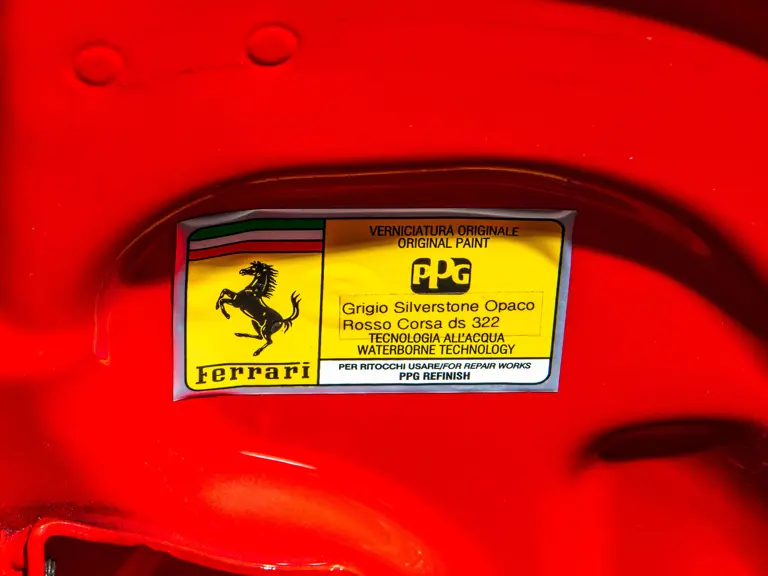 VERNICIATURA ORIGINALE
ORIGINAL PAINT
PPG
Grigio Silverstone Opaco
Rosso Corsa ds 322
TECNOLOGIA ALL'ACQUA
WATERBORNE TECHNOLOGY
Ferrari
PER RITOCCHI USARE/FOR REPAIR WORKS
PPG REFINISH